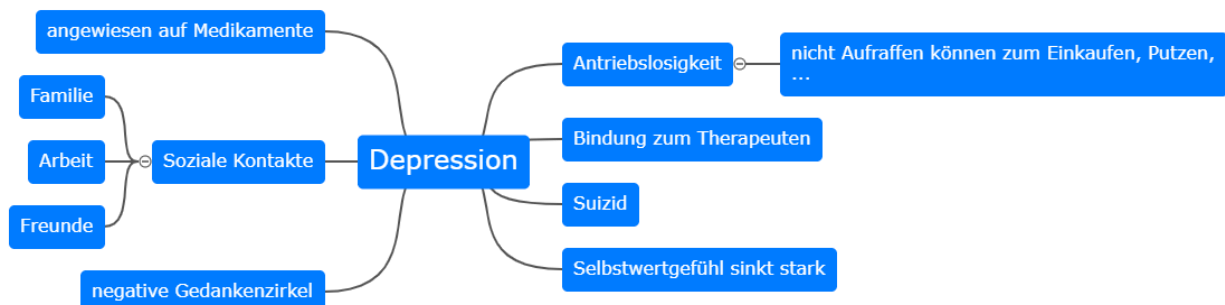 angewiesen auf Medikamente
Familie
Arbeit
Freunde
Soziale Kontakte
negative Gedankenzirkel
Depression
Antriebslosigkeit
nicht Aufraffen können zum Einkaufen, Putzen,
...
Bindung zum Therapeuten
Suizid
Selbstwertgefühl sinkt stark